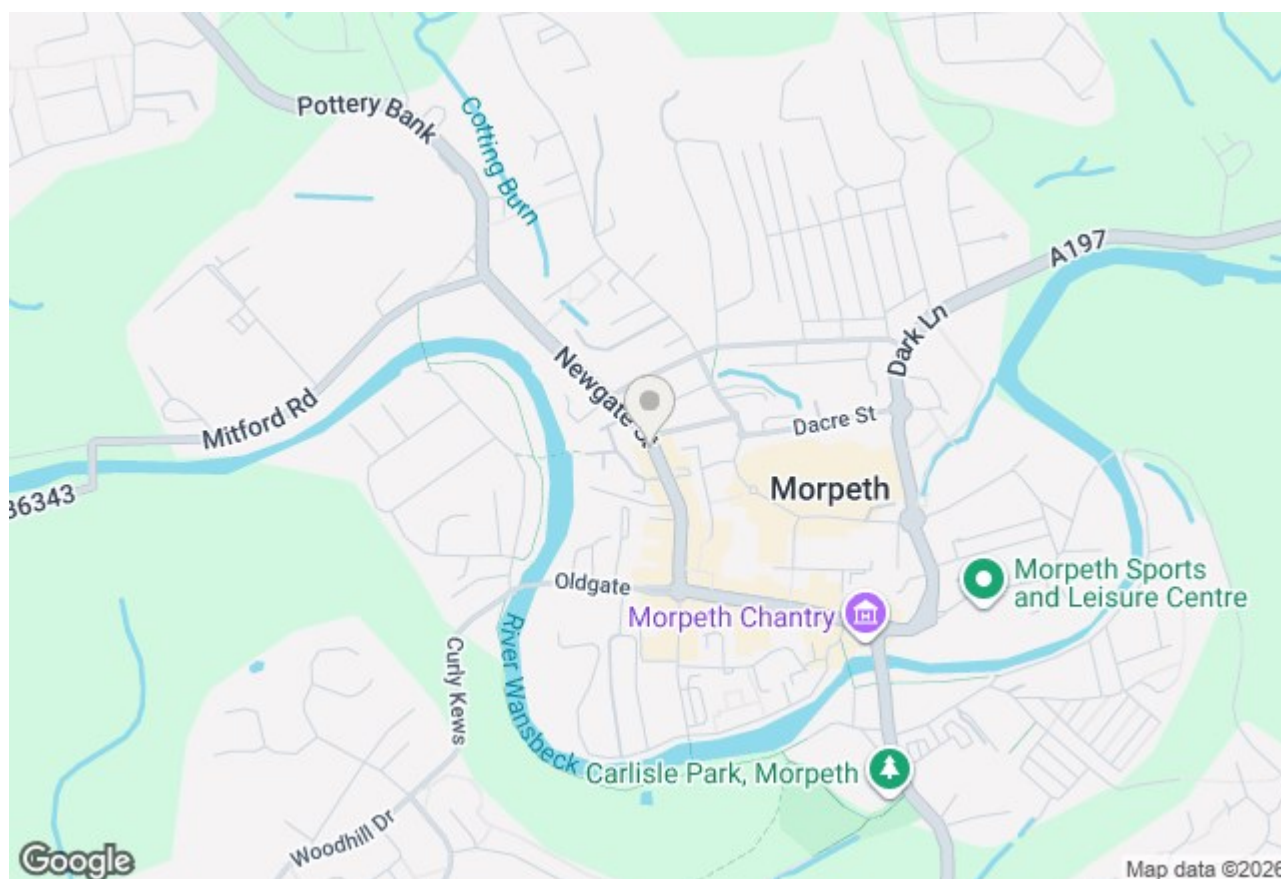 Pottery Bank
Cotting Burn
A197
Dark Ln
Newgate St
Mitford Rd
Dacre St
Morpeth
36343
Oldgate
Morpeth Sports
and Leisure Centre
Morpeth Chantry
River Wansbeck
Curly Kews
Carlisle Park, Morpeth
Woodhill Dr
Google
Map data ©2026